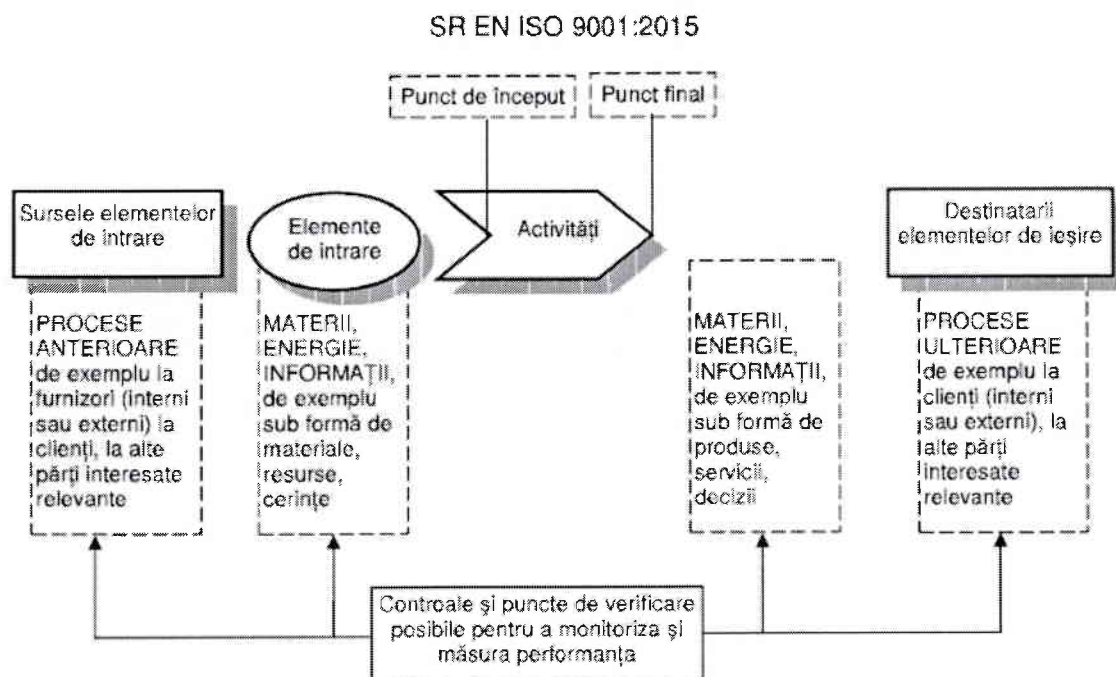 SR EN ISO 9001:2015
Punct de început
Punct final
Sursele elementelor
de intrare
Elemente
de intrare
Activități
Destinatarii
elementelor de ieșire
PROCESE
ANTERIOARE
de exemplu la
furnizori (interni
sau externi) la
clienți, la alte
părți interesate
relevante
MATERII,
ENERGIE,
INFORMAȚII,
de exemplu
sub formă de
materiale,
resurse,
cerințe
MATERII,
ENERGIE,
INFORMAȚII,
de exemplu
sub formă de
produse,
servicii,
decizii
PROCESE
ULTERIOARE
de exemplu la
clienți (interni
sau externi), la
alte părți
interesate
relevante
Controale și puncte de verificare
posibile pentru a monitoriza și
măsura performanța